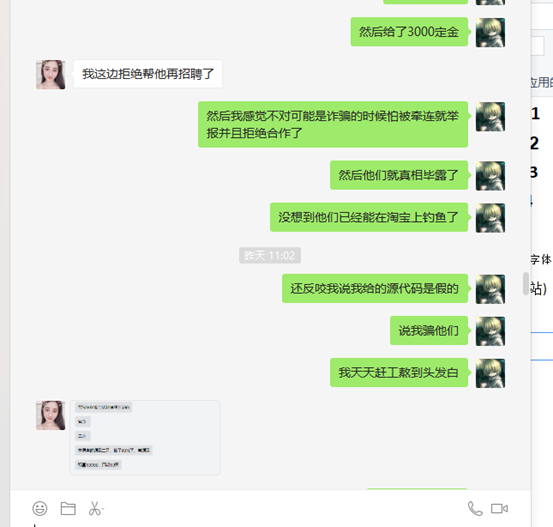 然后给了3000定金
我这边拒绝帮他再招聘了
然后我感觉不对可能是诈骗的时候怕被牵连就举
报并且拒绝合作了
然后他们就真相毕露了
没想到他们已经能在淘宝上钓鱼了
昨天 11:02
还反咬我说我给的源代码是假的
说我骗他们
我天天赶工熬到头发白
应用的
1
2
3
4
字体
站)